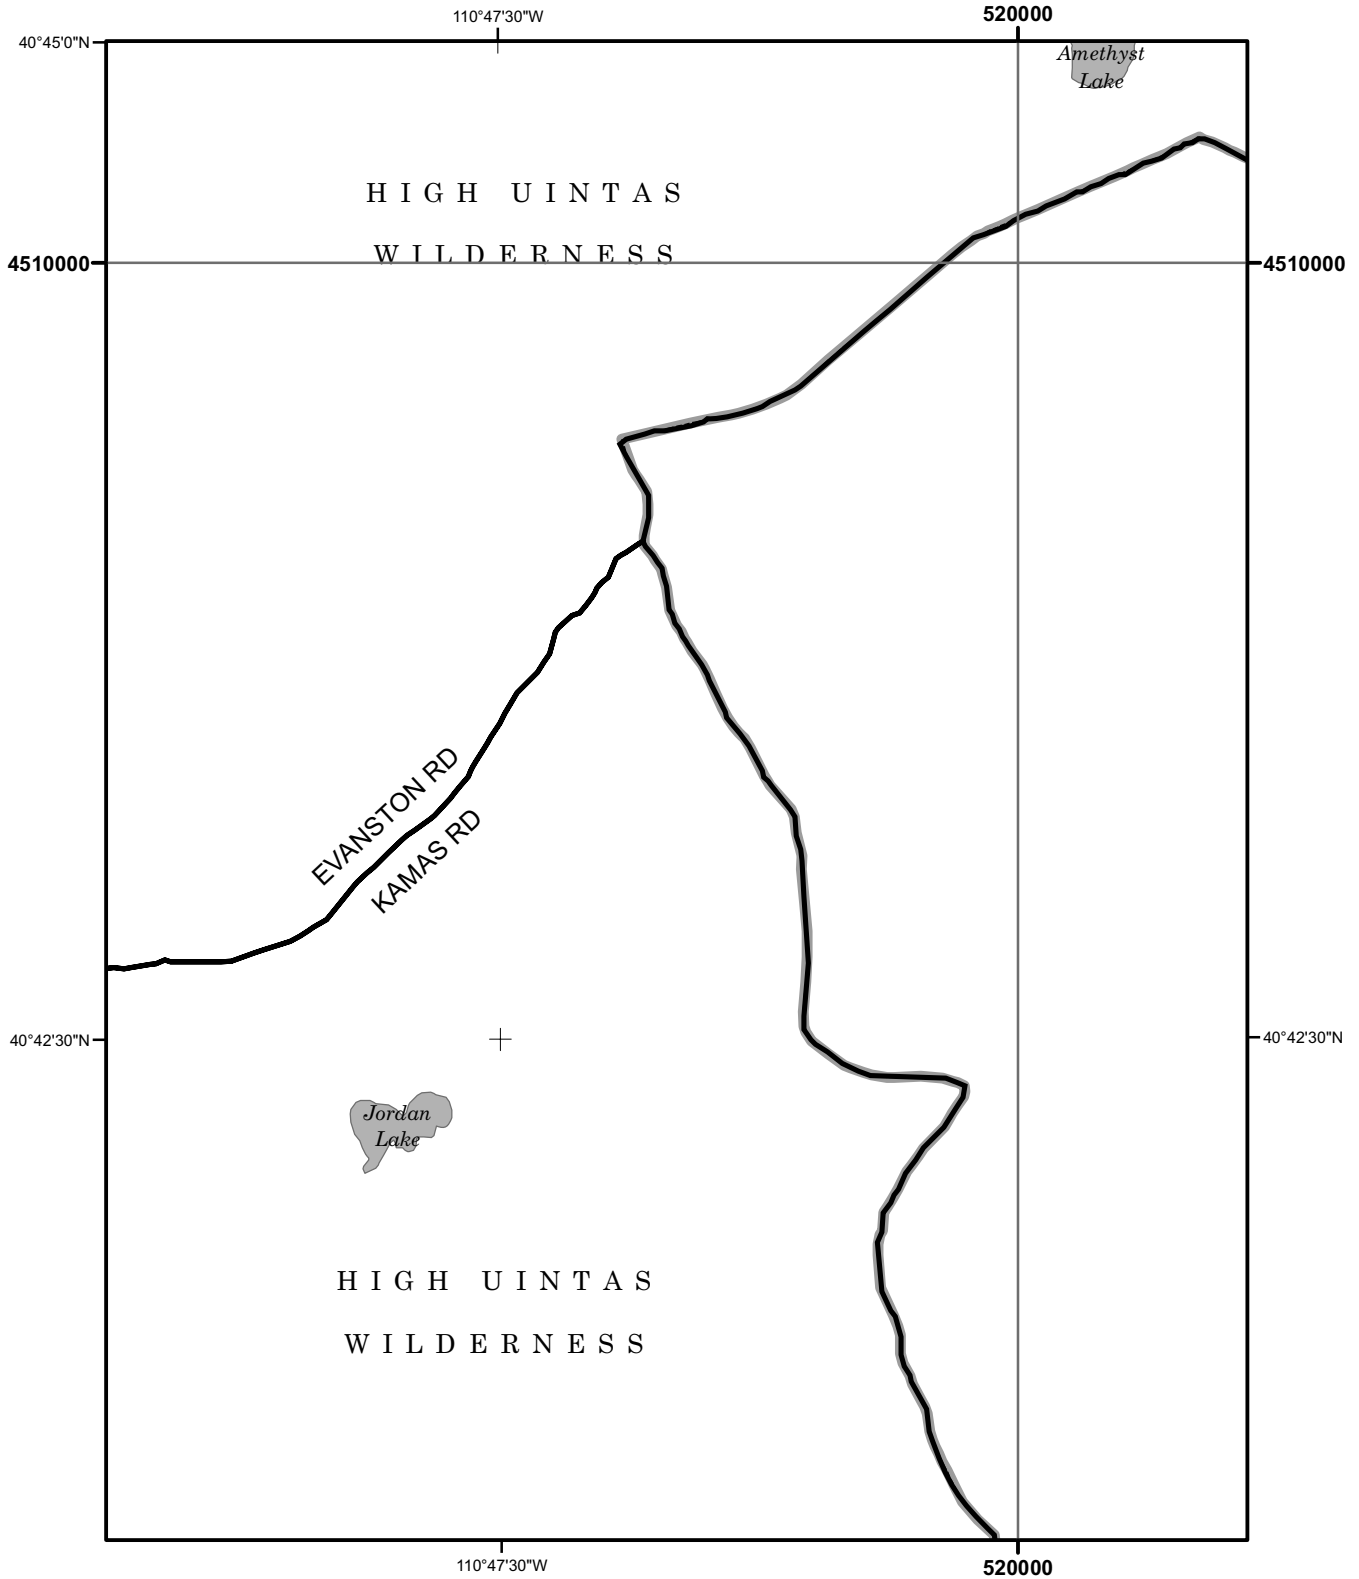 110°47'30"W
520000
40°45'0"N
Amethyst
Lake
HIGH UINTAS
WILDERNESS
4510000
4510000
EVANSTON RD
KAMAS RD
40°42'30"N
40°42'30"N
Jordan
Lake
HIGH UINTAS
WILDERNESS
110°47'30"W
520000